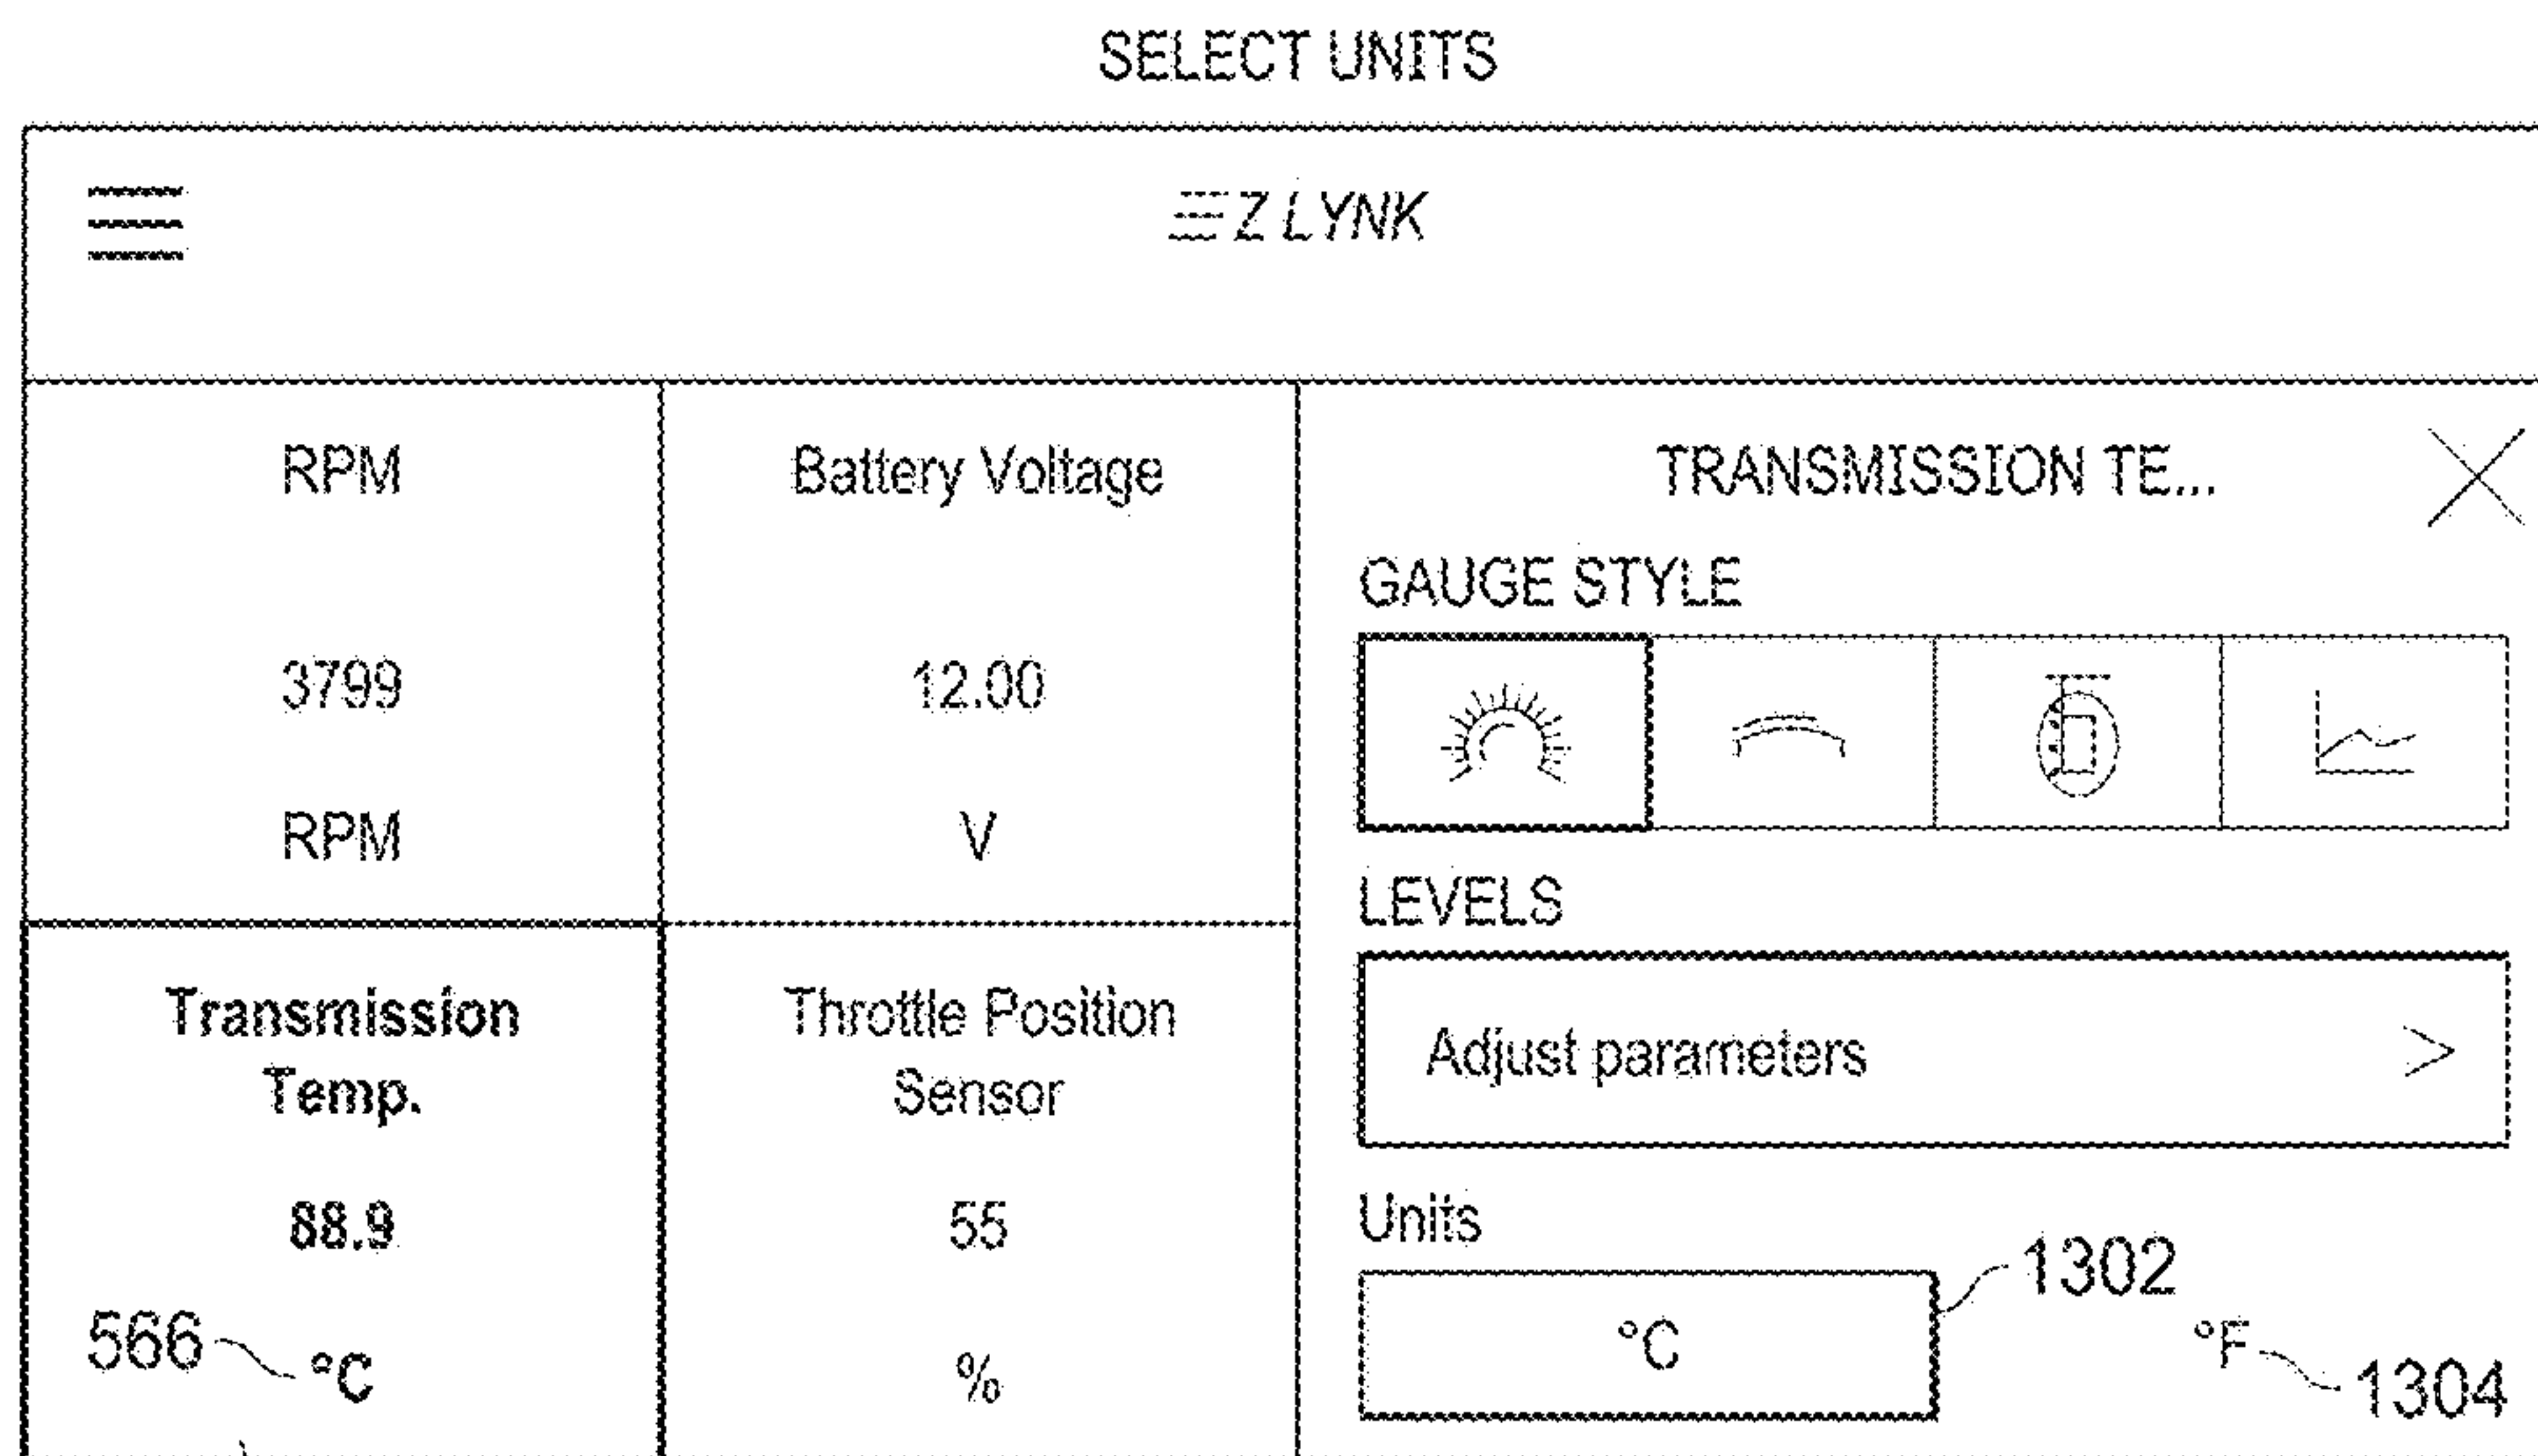 SELECT UNITS
EZ LYNK
RPM
3799
RPM
Battery Voltage
12.00
V
Transmission
Temp.
88.9
566
°C
Throttle Position
Sensor
55
%
TRANSMISSION TE...
GAUGE STYLE
LEVELS
Adjust parameters >
Units
°C
1302
°F
1304